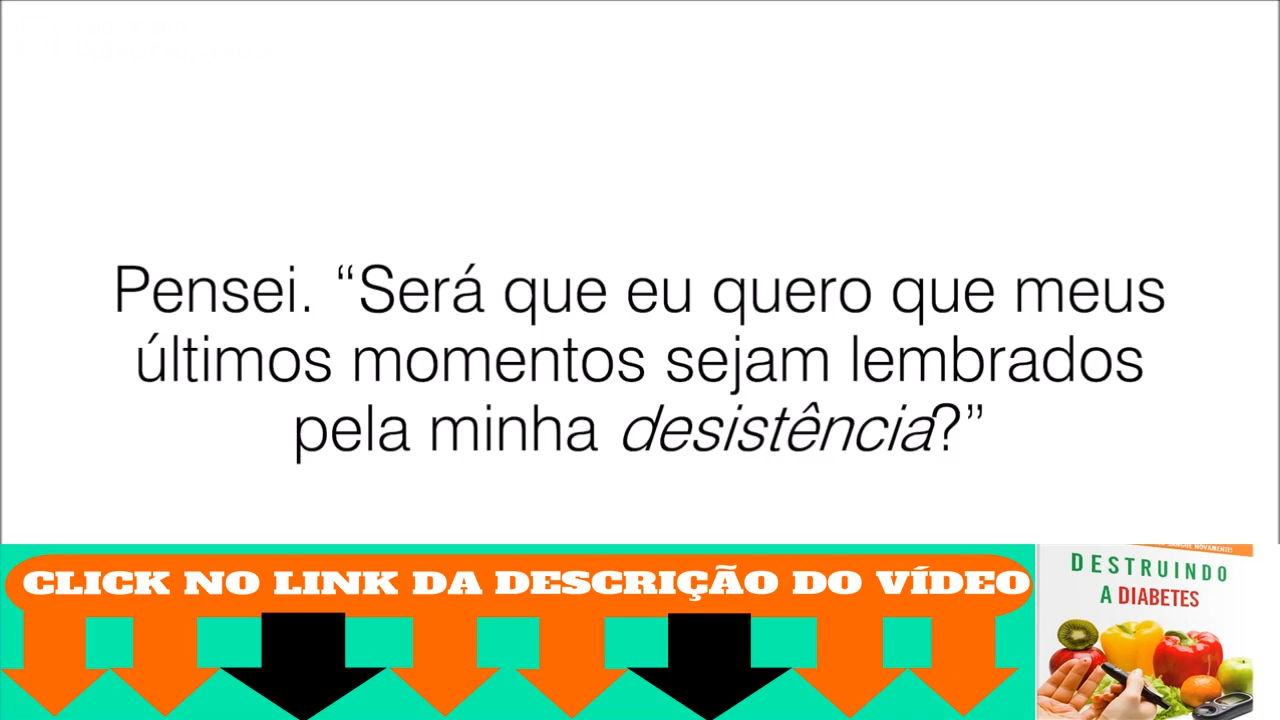 Pensei. “Será que eu quero que meus
últimos momentos sejam lembrados
pela minha desistência?”
CLICK NO LINK DA DESCRIÇÃO DO VÍDEO
NOVAMENTE!
DESTRUINDO
A DIABETES